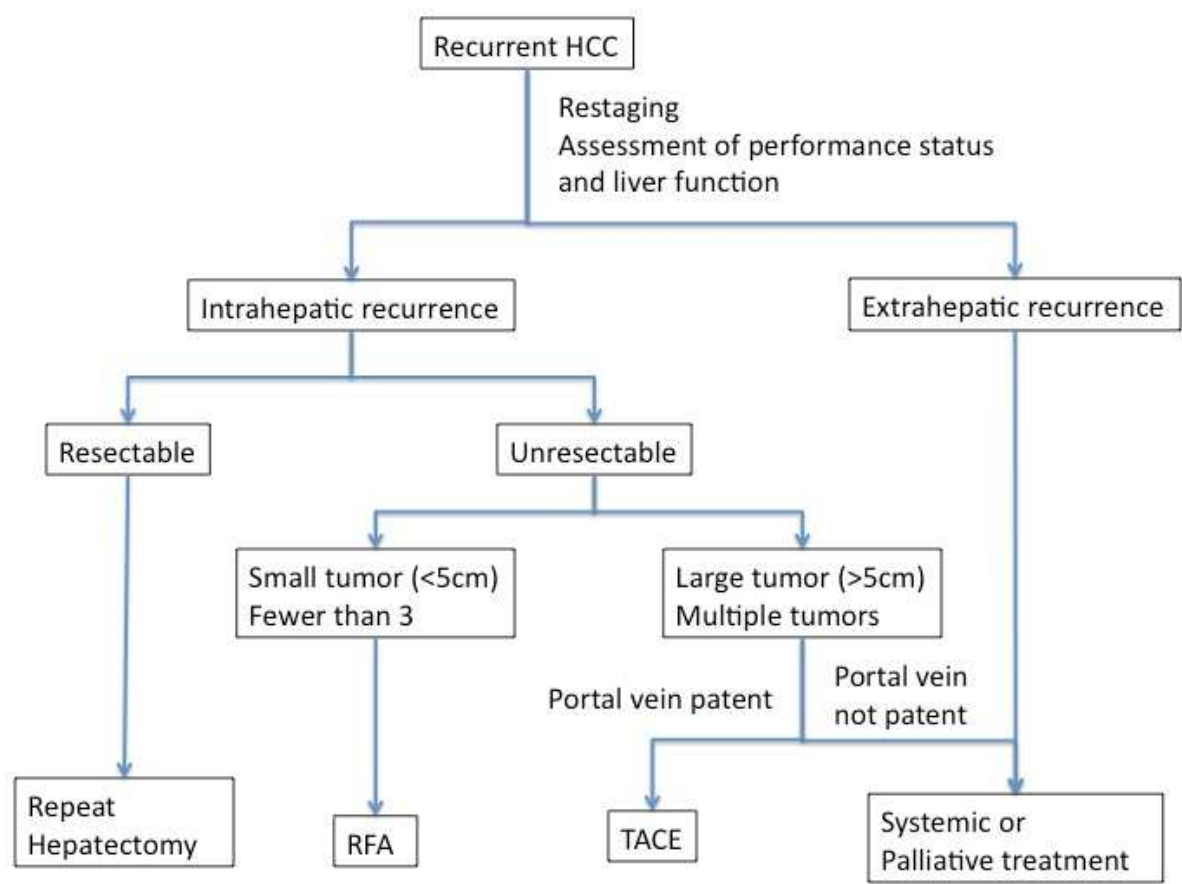 Recurrent HCC
Restaging
Assessment of performance status
and liver function
Intrahepatic recurrence
Extrahepatic recurrence
Resectable
Unresectable
Small tumor (<5cm)
Fewer than 3
Large tumor (>5cm)
Multiple tumors
Portal vein patent
Portal vein
not patent
Repeat
Hepatectomy
RFA
TACE
Systemic or
Palliative treatment